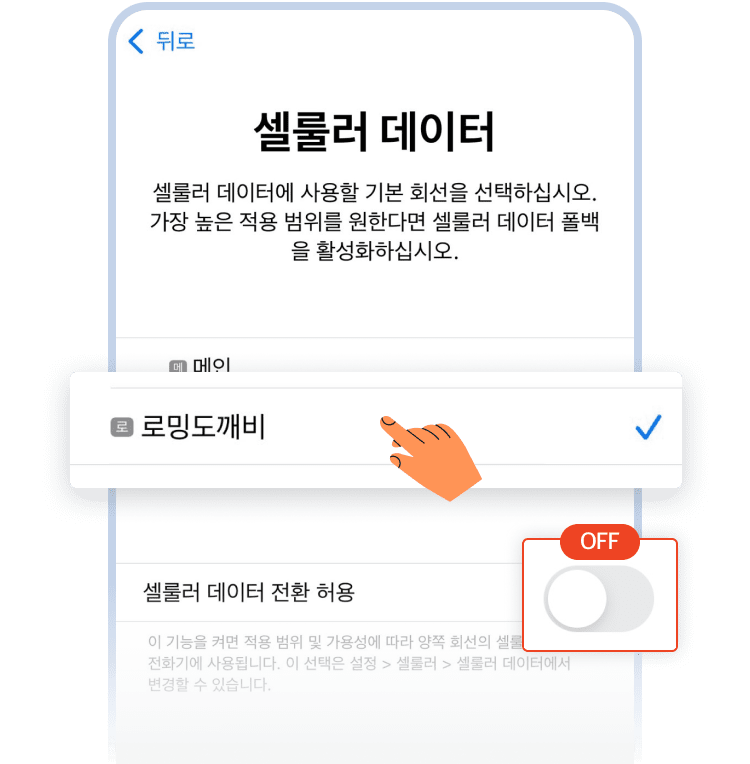 뒤로
셀룰러 데이터
셀룰러 데이터에 사용할 기본 회선을 선택하십시오.
가장 높은 적용 범위를 원한다면 셀룰러 데이터 폴백
을 활성화하십시오.
메 메인
로 로밍도깨비
OFF
셀룰러 데이터 전환 허용
이 기능을 켜면 적용 범위 및 가용성에 따라 양쪽 회선의 셀룰
전화기에 사용됩니다. 이 선택은 설정 > 셀룰러 > 셀룰러 데이터에서
변경할 수 있습니다.